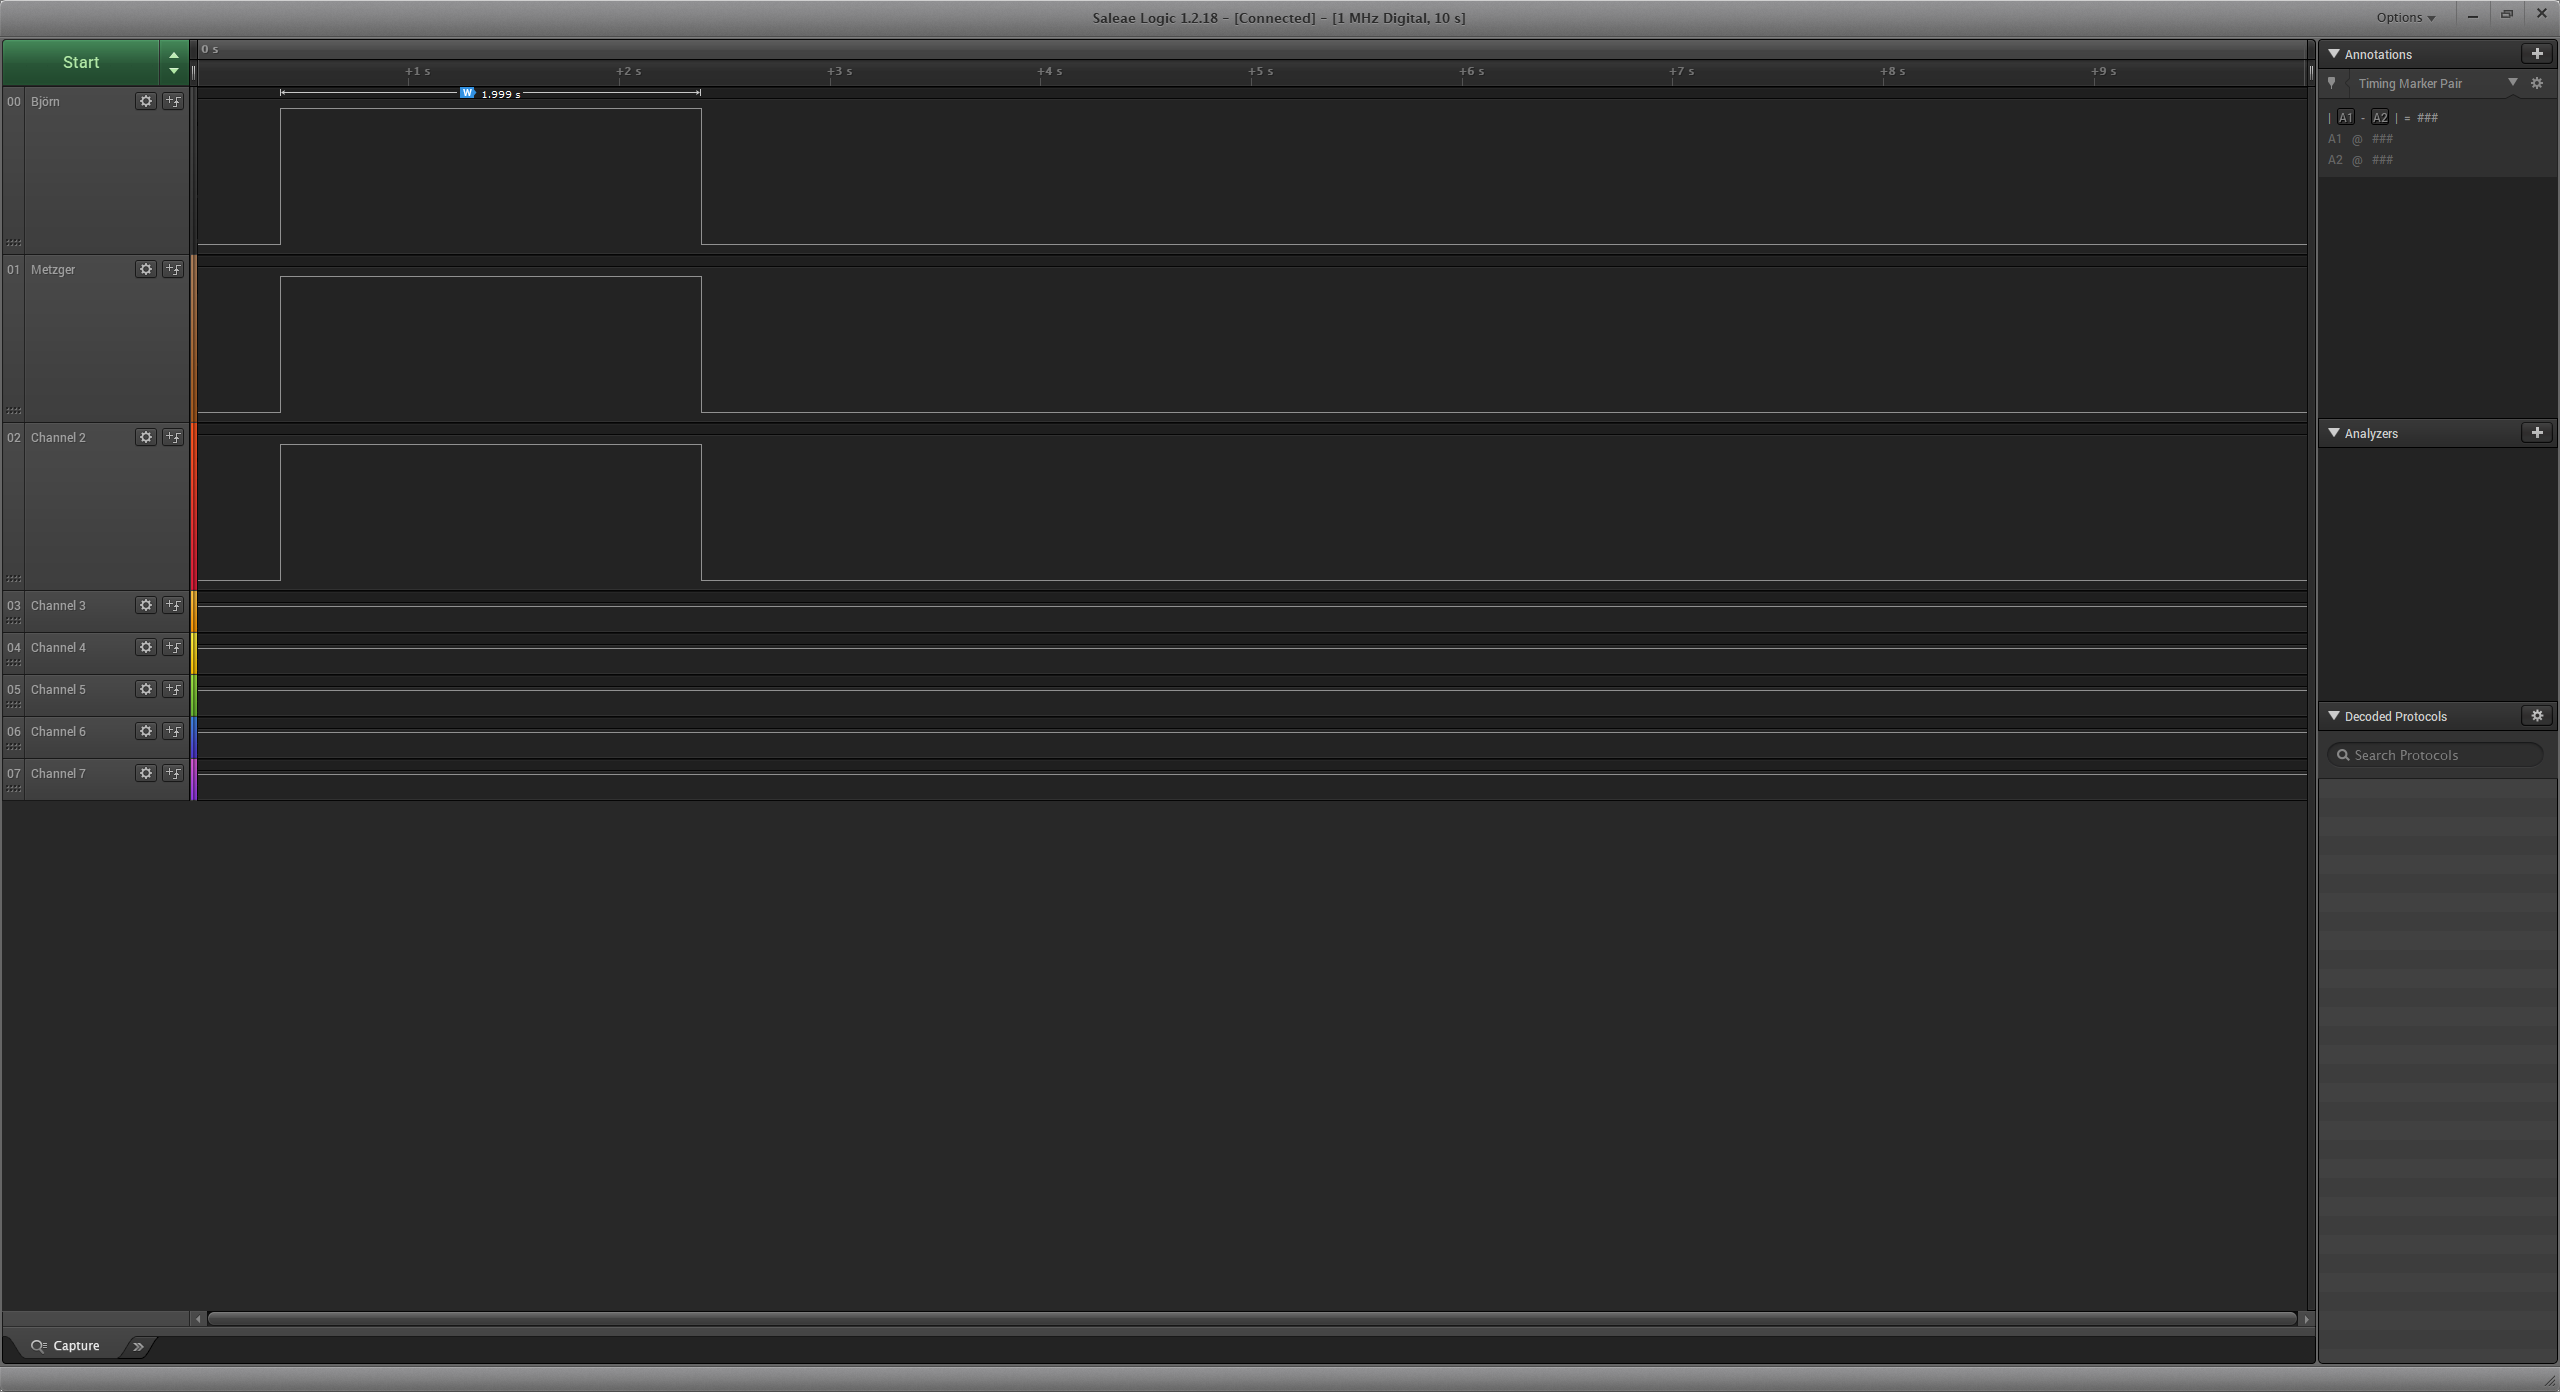 Saleae Logic 1.2.18 - [Connected] - [1 MHz Digital, 10 s]
Options
Start
0 s
+1 s +2 s +3 s +4 s +5 s +6 s +7 s +8 s +9 s
W 1.999 s
00 Björn
01 Metzger
02 Channel 2
03 Channel 3
04 Channel 4
05 Channel 5
06 Channel 6
07 Channel 7
Annotations
Timing Marker Pair
| A1 - A2 | = ###
A1 @ ###
A2 @ ###
Analyzers
Decoded Protocols
Search Protocols
Capture